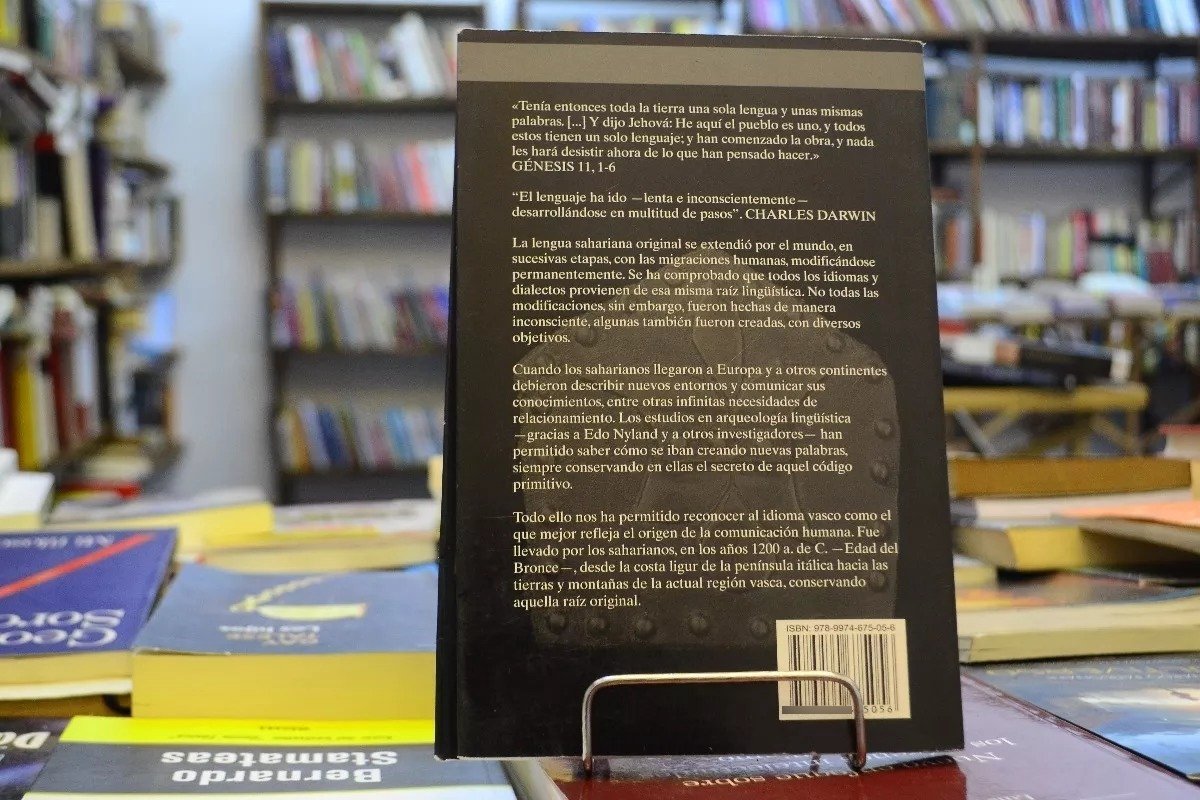 «Tenía entonces toda la tierra una sola lengua y unas mismas
palabras. [...] Y dijo Jehová: He aquí el pueblo es uno, y todos
estos tienen un solo lenguaje; y han comenzado la obra, y nada
les hará desistir ahora de lo que han pensado hacer.»
GÉNESIS 11, 1-6
“El lenguaje ha ido —lenta e inconscientemente—
desarrollándose en multitud de pasos”. CHARLES DARWIN
La lengua sahariana original se extendió por el mundo, en
sucesivas etapas, con las migraciones humanas, modificándose
permanentemente. Se ha comprobado que todos los idiomas y
dialectos provienen de esa misma raíz lingüística. No todas las
modificaciones, sin embargo, fueron hechas de manera
inconsciente, algunas también fueron creadas, con diversos
objetivos.
Cuando los saharianos llegaron a Europa y a otros continentes
debieron describir nuevos entornos y comunicar sus
conocimientos, entre otras infinitas necesidades de
relacionamiento. Los estudios en arqueología lingüística
—gracias a Edo Nyland y a otros investigadores— han
permitido saber cómo se iban creando nuevas palabras,
siempre conservando en ellas el secreto de aquel código
primitivo.
Todo ello nos ha permitido reconocer al idioma vasco como el
que mejor refleja el origen de la comunicación humana. Fue
llevado por los saharianos, en los años 1200 a. de C. —Edad del
Bronce—, desde la costa ligur de la península itálica hacia las
tierras y montañas de la actual región vasca, conservando
aquella raíz original.
ISBN: 978-9974-675-05-6
Bernardo
Stamateas